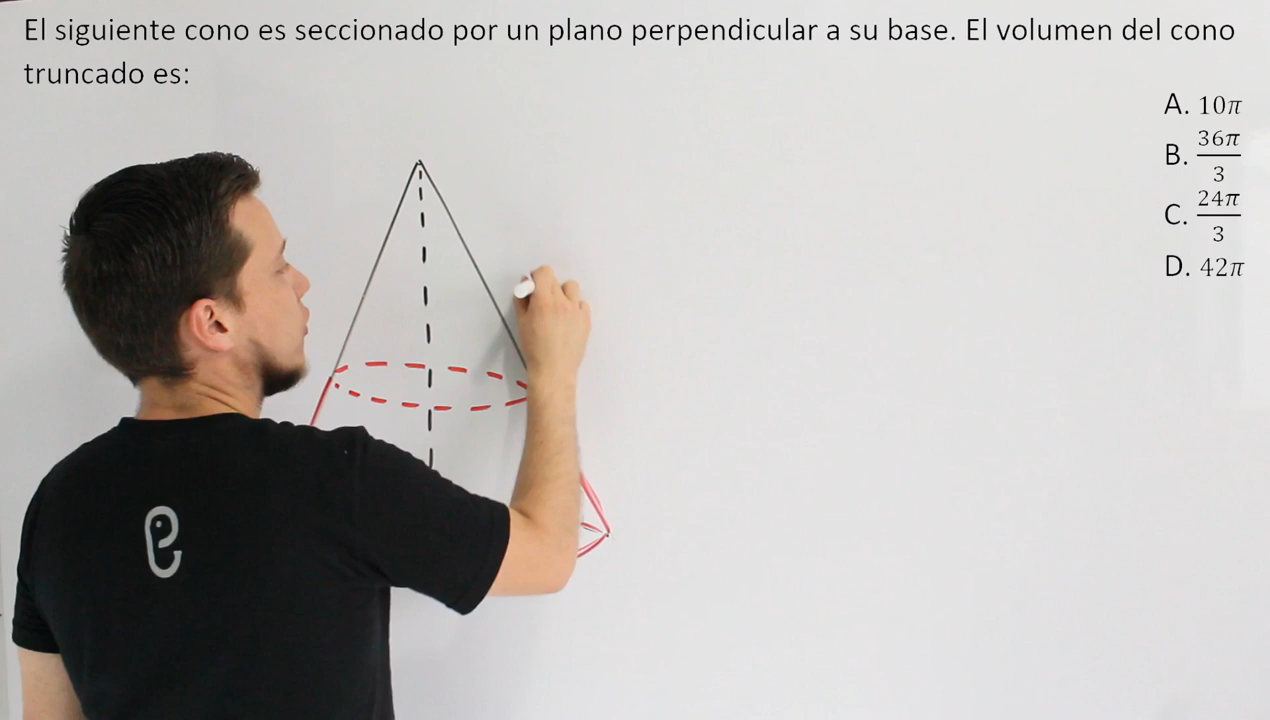 El siguiente cono es seccionado por un plano perpendicular a su base. El volumen del cono
truncado es:
A. 10π
B. 36π/3
C. 24π/3
D. 42π